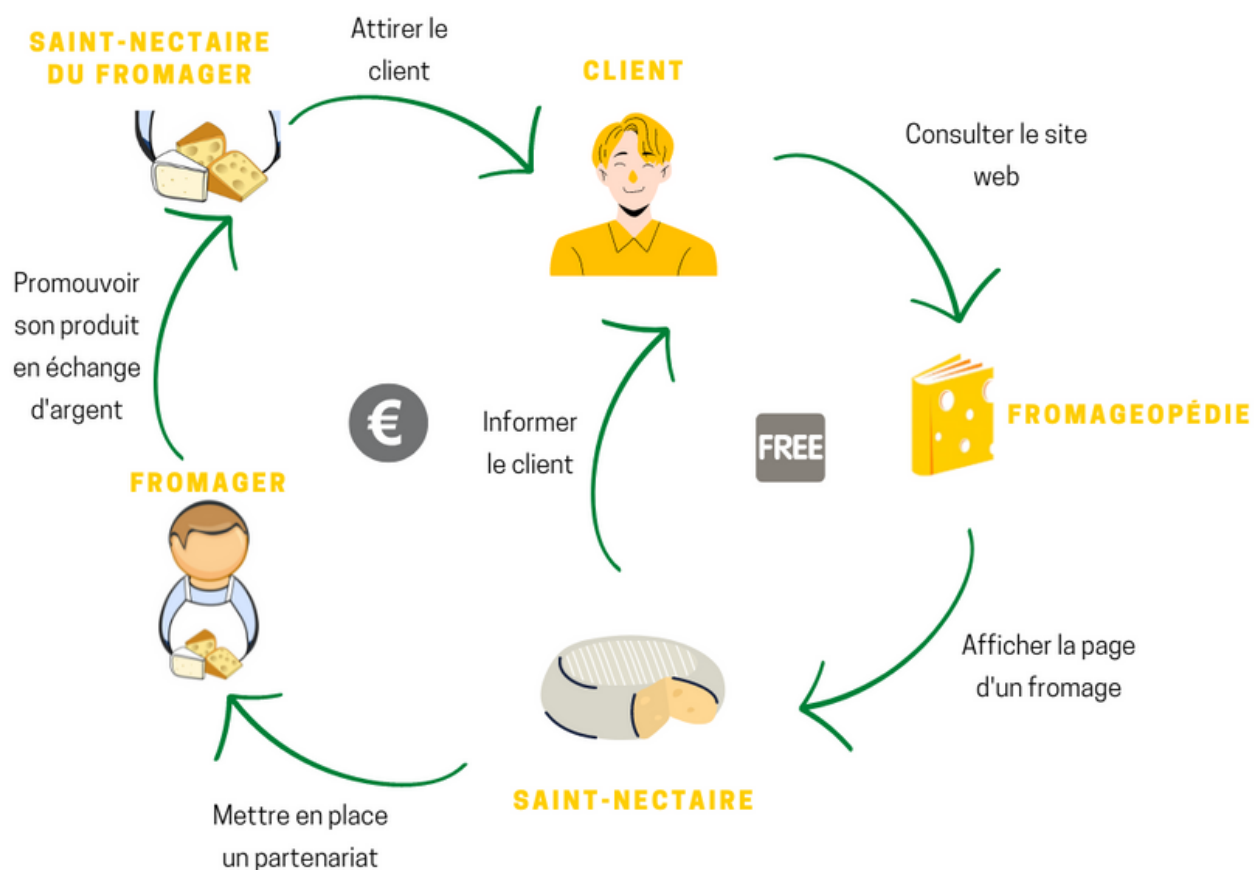 SAINT-NECTAIRE
DU FROMAGER
Attirer le
client
CLIENT
Consulter le site
web
Promouvoir
son produit
en échange
d'argent
€
Informer
le client
FREE
FROMAGEOPÉDIE
FROMAGER
Afficher la page
d'un fromage
SAINT-NECTAIRE
Mettre en place
un partenariat